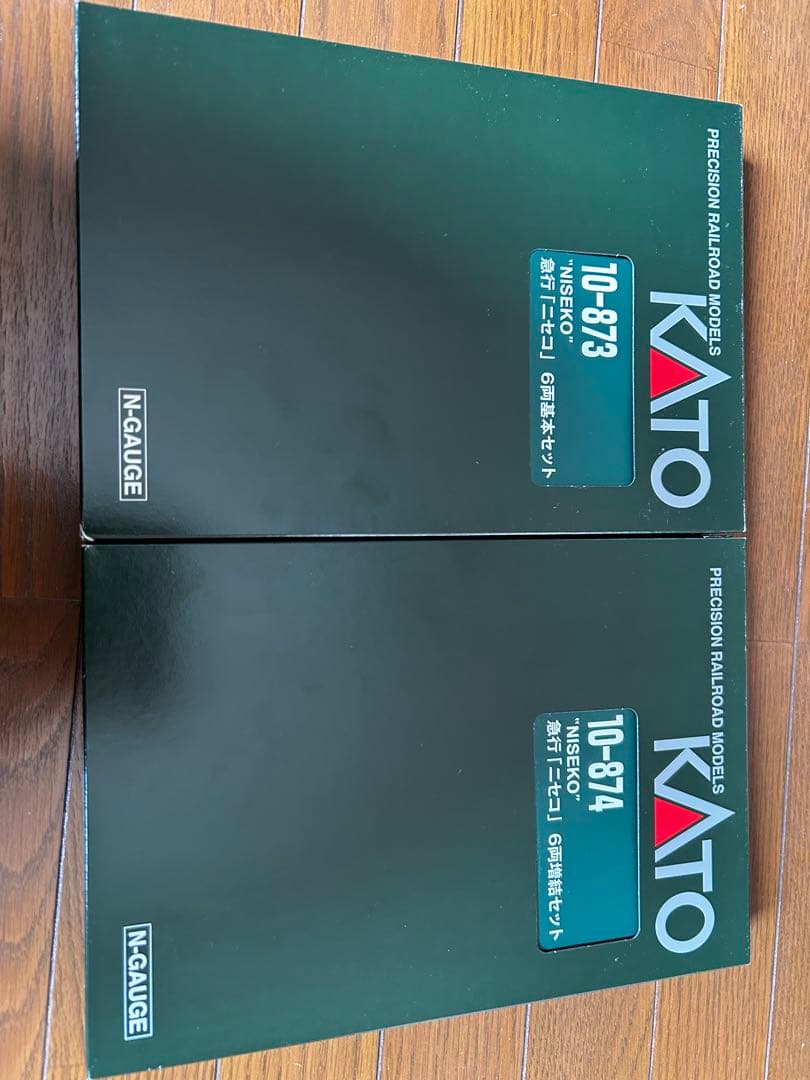 PRECISION RAILROAD MODELS
KATO
10-873
"NISEKO"
急行「ニセコ」 6両基本セット
N-GAUGE
PRECISION RAILROAD MODELS
KATO
10-874
"NISEKO"
急行「ニセコ」 6両増結セット
N-GAUGE